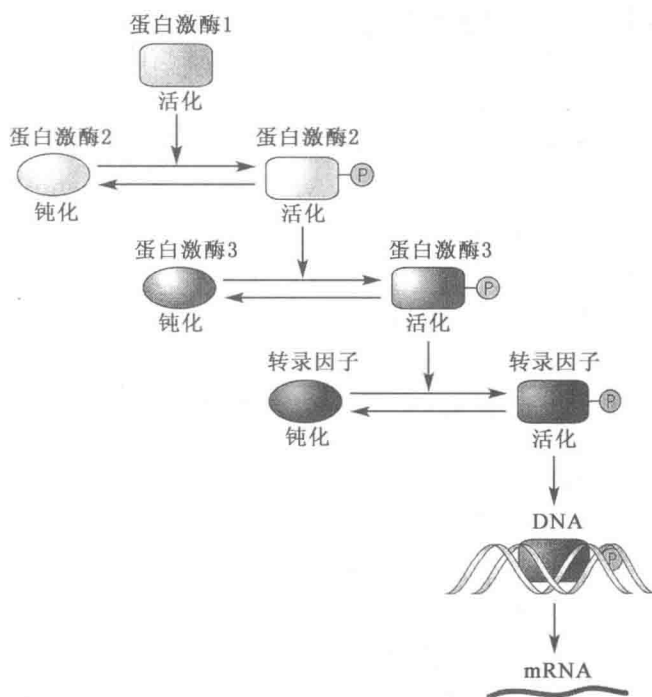 蛋白激酶1
活化
蛋白激酶2 蛋白激酶2
P
钝化 活化
蛋白激酶3 蛋白激酶3
P
钝化 活化
转录因子 转录因子
P
钝化 活化
DNA
P
mRNA